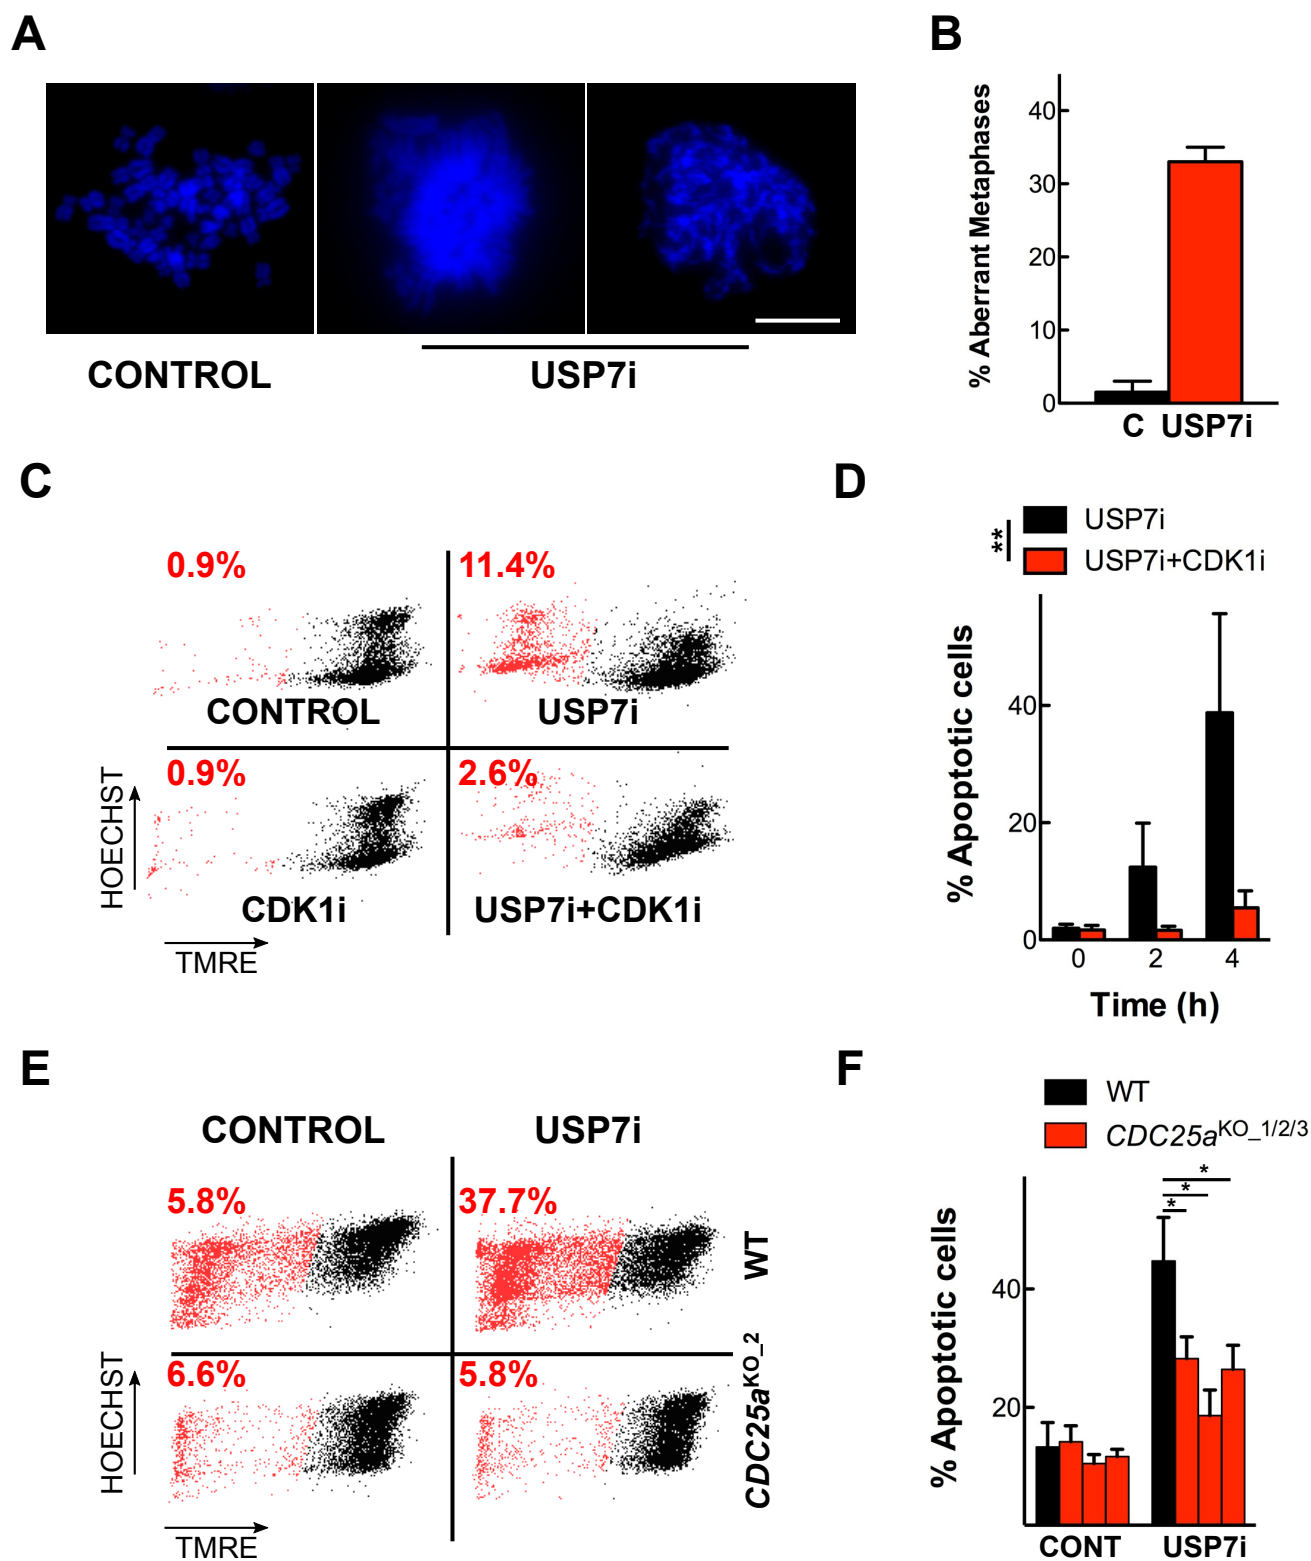 A
CONTROL
USP7i
B
% Aberrant Metaphases
40
30
20
10
0
C USP7i
C
0.9%
11.4%
CONTROL
USP7i
0.9%
2.6%
CDK1i
USP7i+CDK1i
HOECHST
TMRE
D
**
USP7i
USP7i+CDK1i
% Apoptotic cells
40
20
0
0 2 4
Time (h)
E
CONTROL
USP7i
5.8%
37.7%
WT
6.6%
5.8%
CDC25aKO_2
HOECHST
TMRE
F
WT
CDC25aKO_1/2/3
*
*
*
% Apoptotic cells
40
20
CONT USP7i